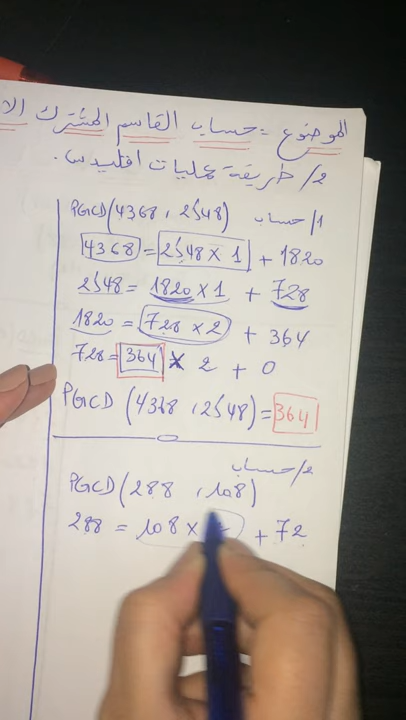 الموضوع = حساب القاسم المشترك الا
2/ طريقة عمليات اقليدس.
1/ حساب PGCD(4368 , 2548)
4368 = 2548 × 1 + 1820
2548 = 1820 × 1 + 728
1820 = 728 × 2 + 364
728 = 364 × 2 + 0
PGCD (4368 , 2548) = 364
2/ حساب
PGCD (288 , 108)
288 = 108 × + 72